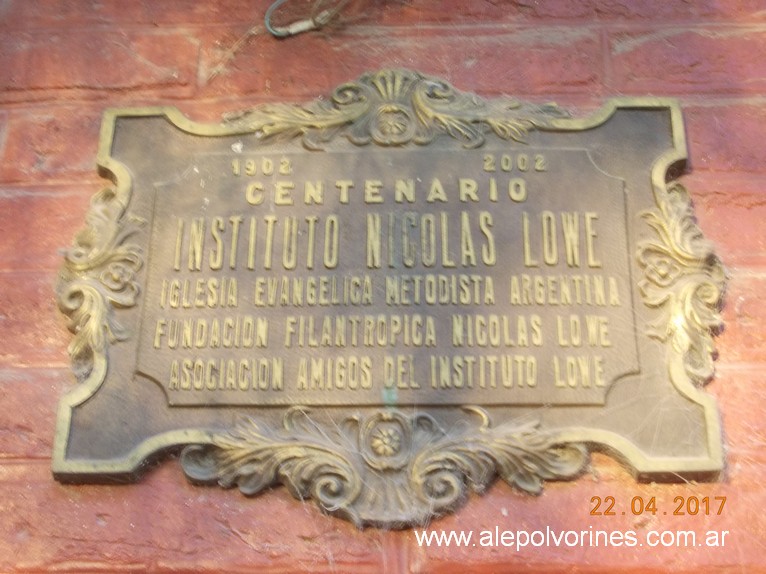 1902 2002
CENTENARIO
INSTITUTO NICOLAS LOWE
IGLESIA EVANGELICA METODISTA ARGENTINA
FUNDACION FILANTROPICA NICOLAS LOWE
ASOCIACION AMIGOS DEL INSTITUTO LOWE
22.04.2017
www.alepolvorines.com.ar